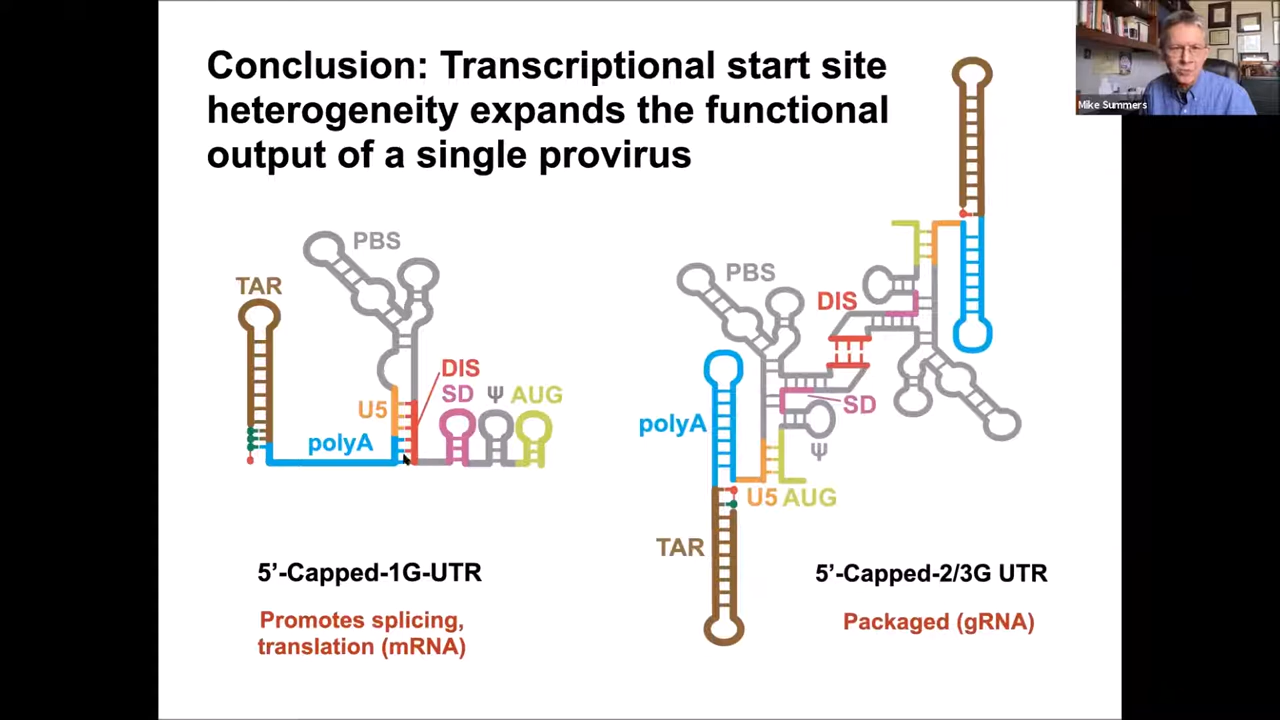 Conclusion: Transcriptional start site
heterogeneity expands the functional
output of a single provirus
Mike Summers
PBS
TAR
DIS
SD
Ψ
AUG
U5
polyA
5’-Capped-1G-UTR
Promotes splicing,
translation (mRNA)
PBS
DIS
SD
polyA
Ψ
U5
AUG
TAR
5’-Capped-2/3G UTR
Packaged (gRNA)